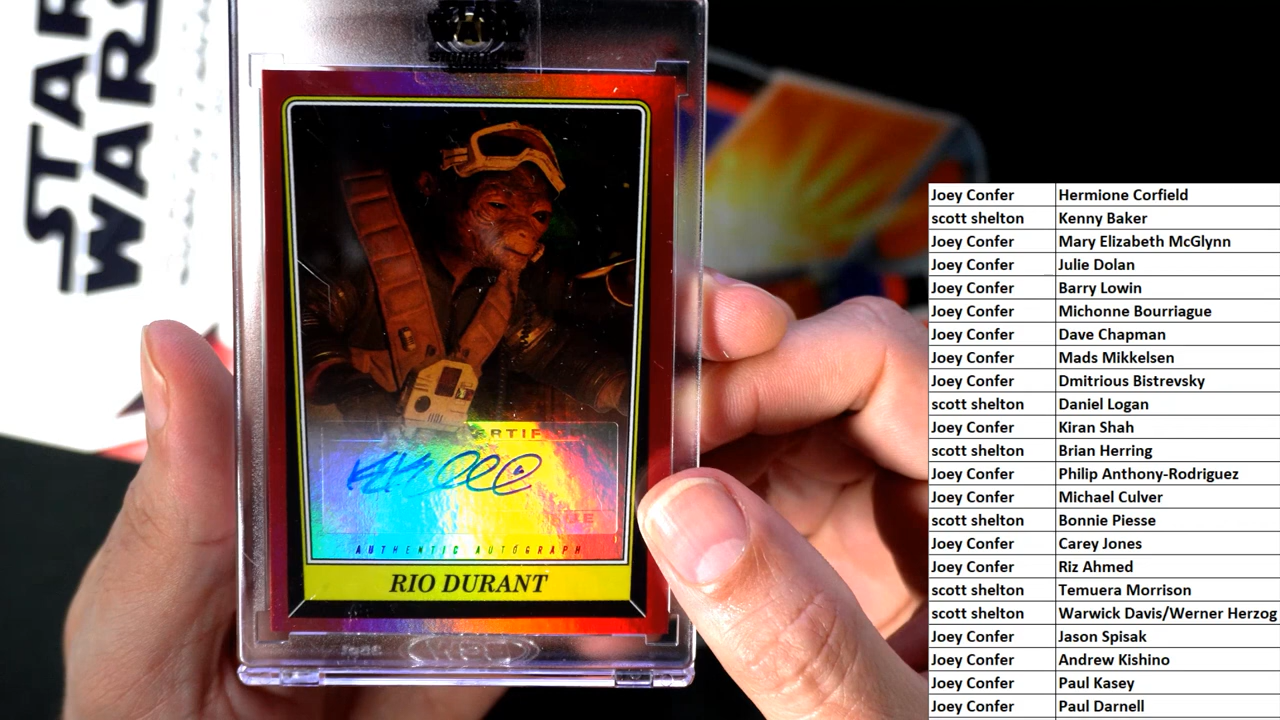 STAR
WARS
CERTIF
AUTHENTIC AUTOGRAPH
RIO DURANT
Joey Confer Hermione Corfield
scott shelton Kenny Baker
Joey Confer Mary Elizabeth McGlynn
Joey Confer Julie Dolan
Joey Confer Barry Lowin
Joey Confer Michonne Bourriague
Joey Confer Dave Chapman
Joey Confer Mads Mikkelsen
Joey Confer Dmitrious Bistrevsky
scott shelton Daniel Logan
Joey Confer Kiran Shah
scott shelton Brian Herring
Joey Confer Philip Anthony-Rodriguez
Joey Confer Michael Culver
scott shelton Bonnie Piesse
Joey Confer Carey Jones
Joey Confer Riz Ahmed
scott shelton Temuera Morrison
scott shelton Warwick Davis/Werner Herzog
Joey Confer Jason Spisak
Joey Confer Andrew Kishino
Joey Confer Paul Kasey
Joey Confer Paul Darnell